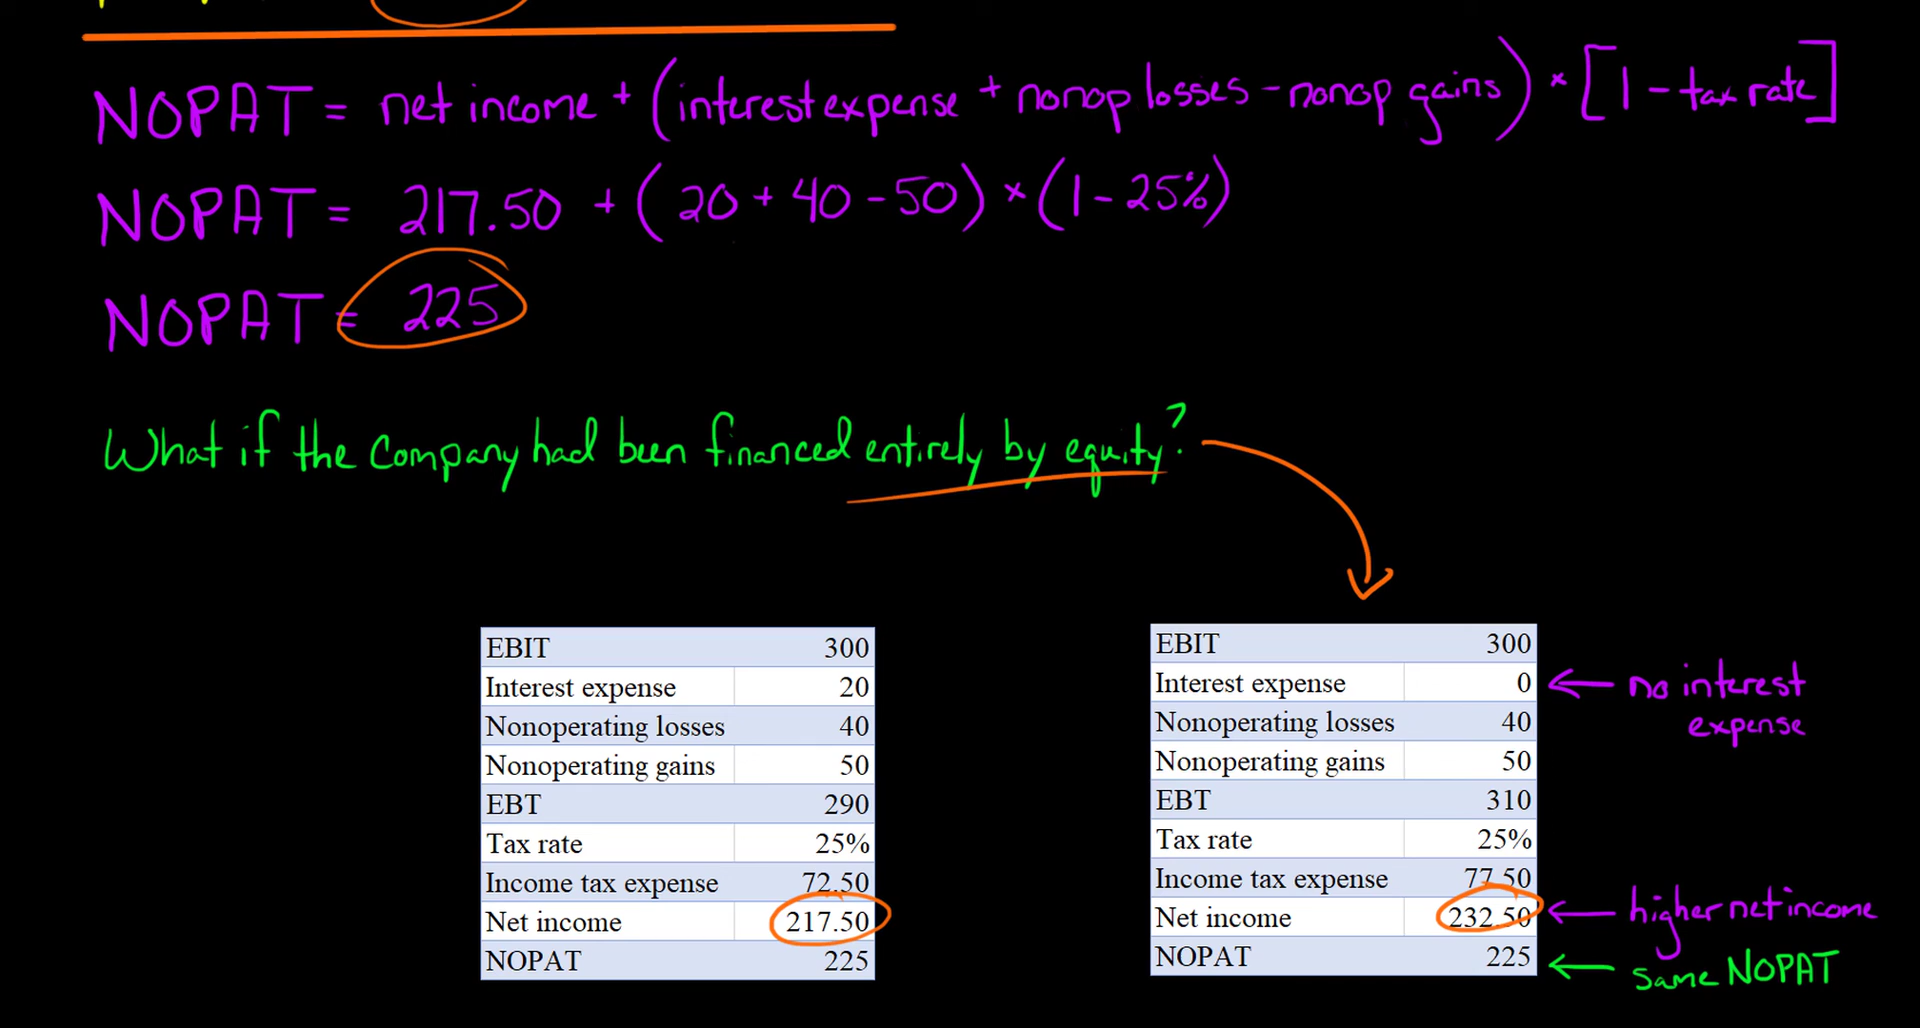 NOPAT = net income + (interest expense + nonop losses - nonop gains) × [1 - tax rate]
NOPAT = 217.50 + (20 + 40 - 50) × (1 - 25%)
NOPAT = 225
What if the company had been financed entirely by equity?
EBIT 300
Interest expense 20
Nonoperating losses 40
Nonoperating gains 50
EBT 290
Tax rate 25%
Income tax expense 72.50
Net income 217.50
NOPAT 225
EBIT 300
Interest expense 0
Nonoperating losses 40
Nonoperating gains 50
EBT 310
Tax rate 25%
Income tax expense 77.50
Net income 232.50
NOPAT 225
no interest
expense
higher net income
same NOPAT